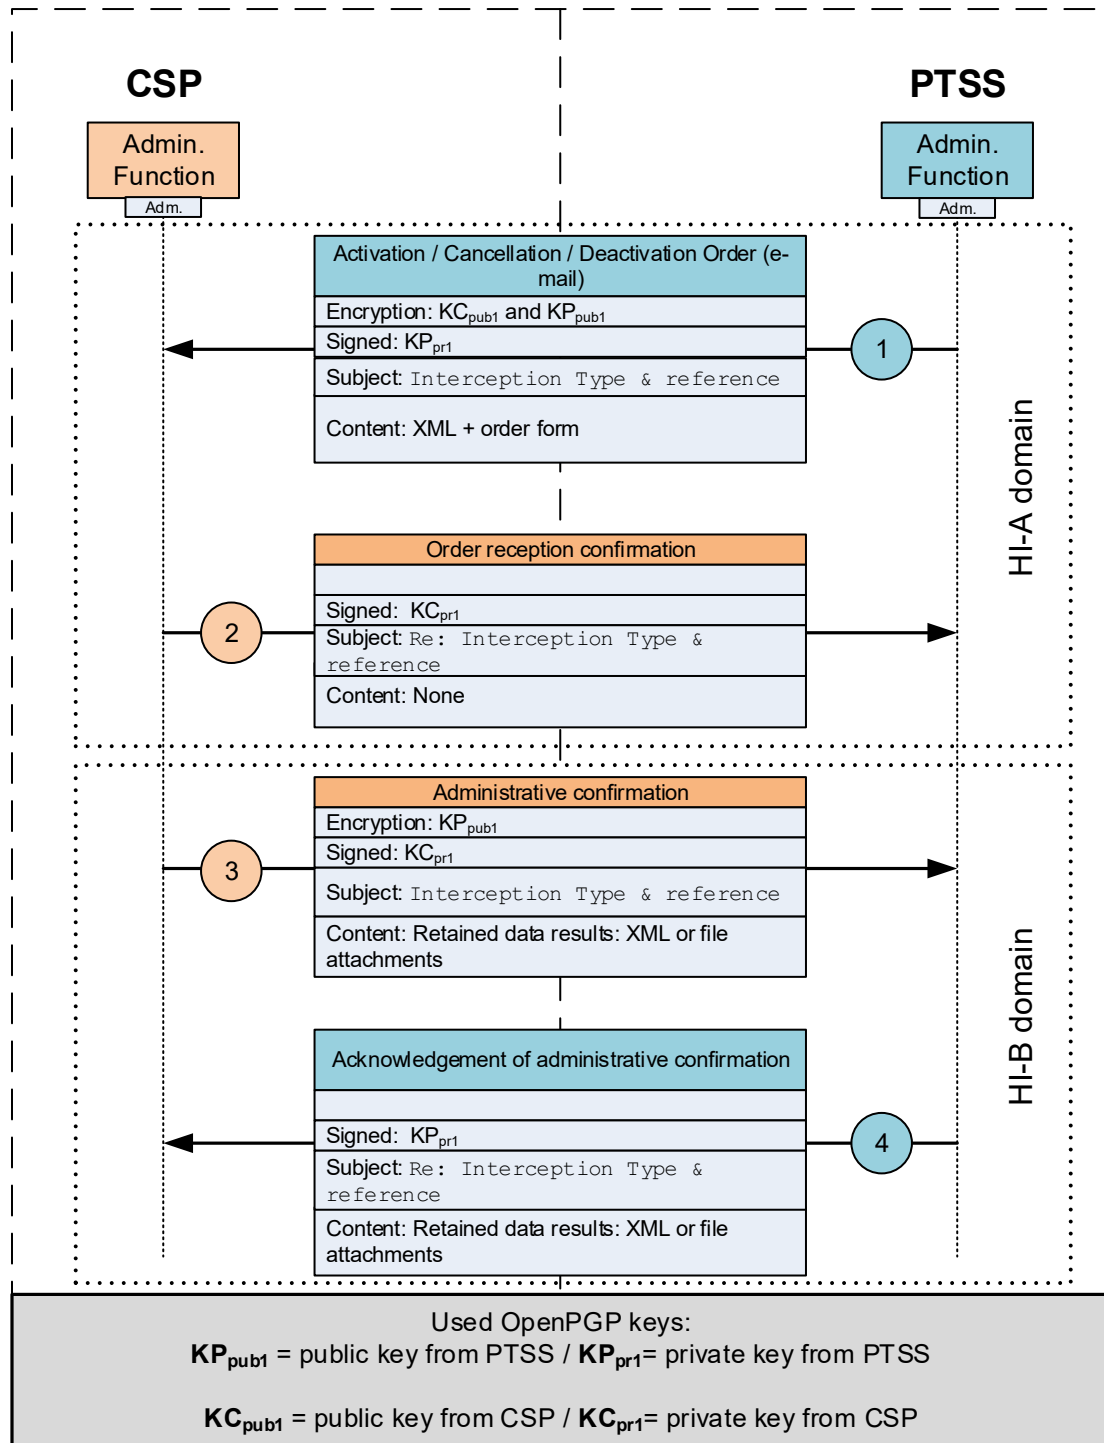 CSP
PTSS
Admin.
Function
Adm.
Admin.
Function
Adm.
Activation / Cancellation / Deactivation Order (e-
mail)
Encryption: KCpub1 and KPpub1
Signed: KPpr1
1
Subject: Interception Type & reference
Content: XML + order form
HI-A domain
Order reception confirmation
Signed: KCpr1
2
Subject: Re: Interception Type &
reference
Content: None
Administrative confirmation
Encryption: KPpub1
Signed: KCpr1
3
Subject: Interception Type & reference
Content: Retained data results: XML or file
attachments
HI-B domain
Acknowledgement of administrative confirmation
Signed: KPpr1
4
Subject: Re: Interception Type &
reference
Content: Retained data results: XML or file
attachments
Used OpenPGP keys:
KPpub1 = public key from PTSS / KPpr1= private key from PTSS
KCpub1 = public key from CSP / KCpr1= private key from CSP